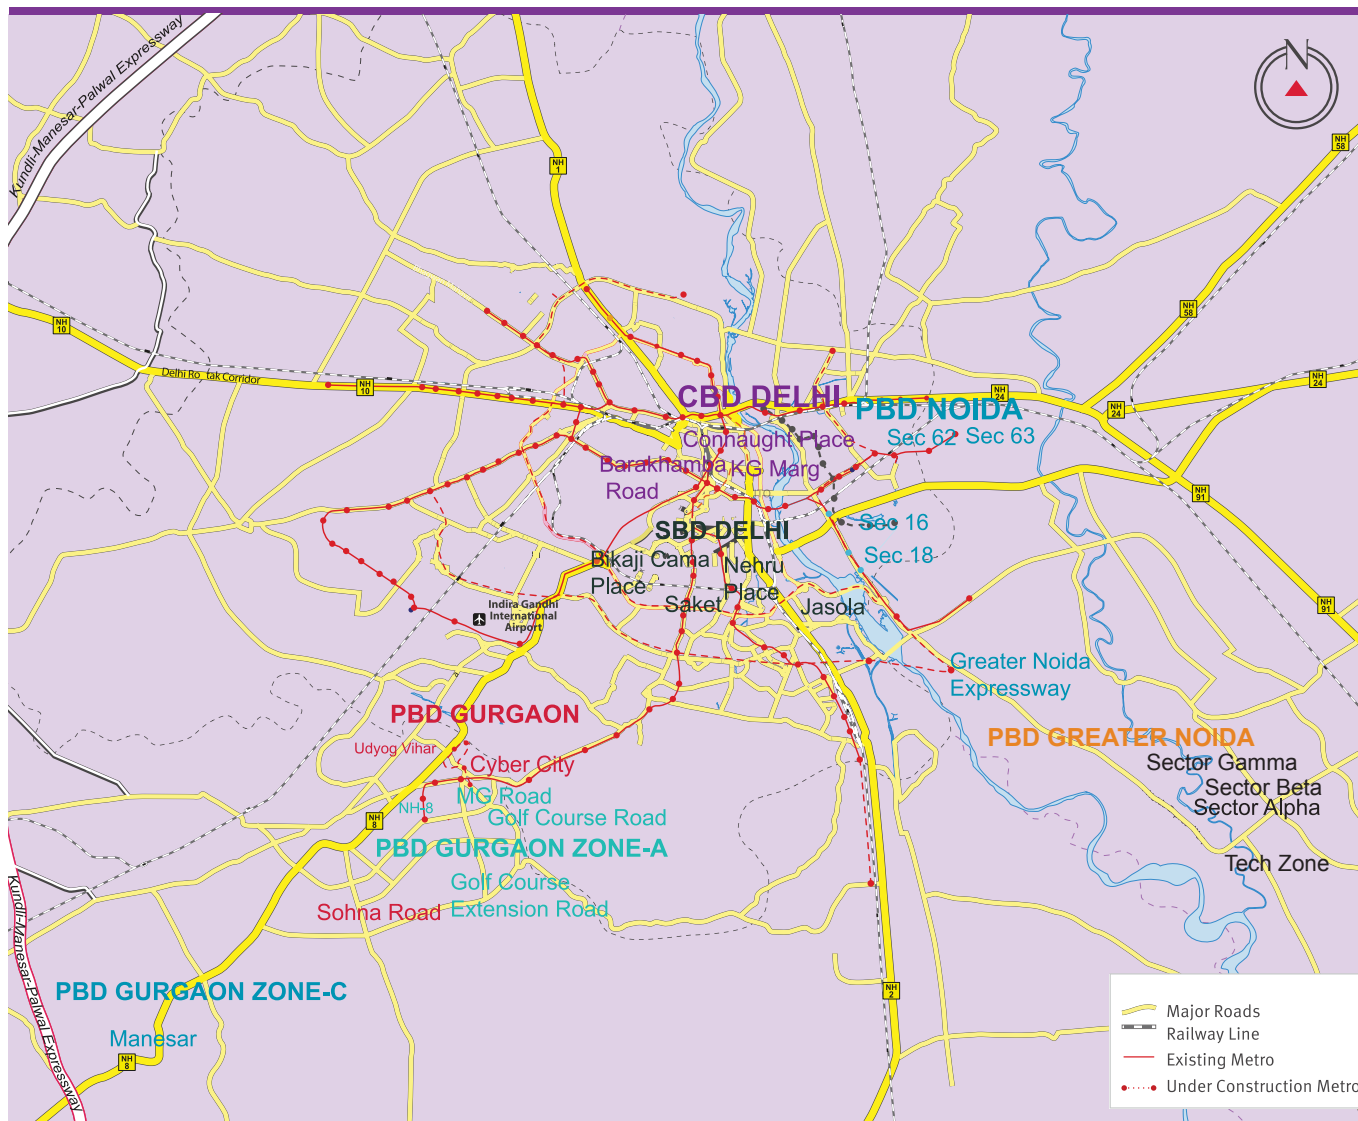 N
Kundli-Manesar-Palwal Expressway
NH
1
NH
58
NH
58
NH
10
Delhi Ro_tak Corridor
NH
10
NH
24
NH
24
NH
24
CBD DELHI
PBD NOIDA
Connaught Place
Sec 62
Sec 63
Barakhamba
Road
KG Marg
NH
91
Sec 16
SBD DELHI
Sec 18
Bikaji Cama
Place
Nehru
Place
Saket
Jasola
NH
91
Indira Gandhi
International
Airport
Greater Noida
Expressway
PBD GURGAON
PBD GREATER NOIDA
Udyog Vihar
Cyber City
Sector Gamma
Sector Beta
Sector Alpha
MG Road
NH-8
Golf Course Road
NH
8
PBD GURGAON ZONE-A
Tech Zone
Golf Course
Extension Road
Sohna Road
Kundli-Manesar-Palwal Expressway
PBD GURGAON ZONE-C
NH
2
Manesar
NH
8
Major Roads
Railway Line
Existing Metro
Under Construction Metro